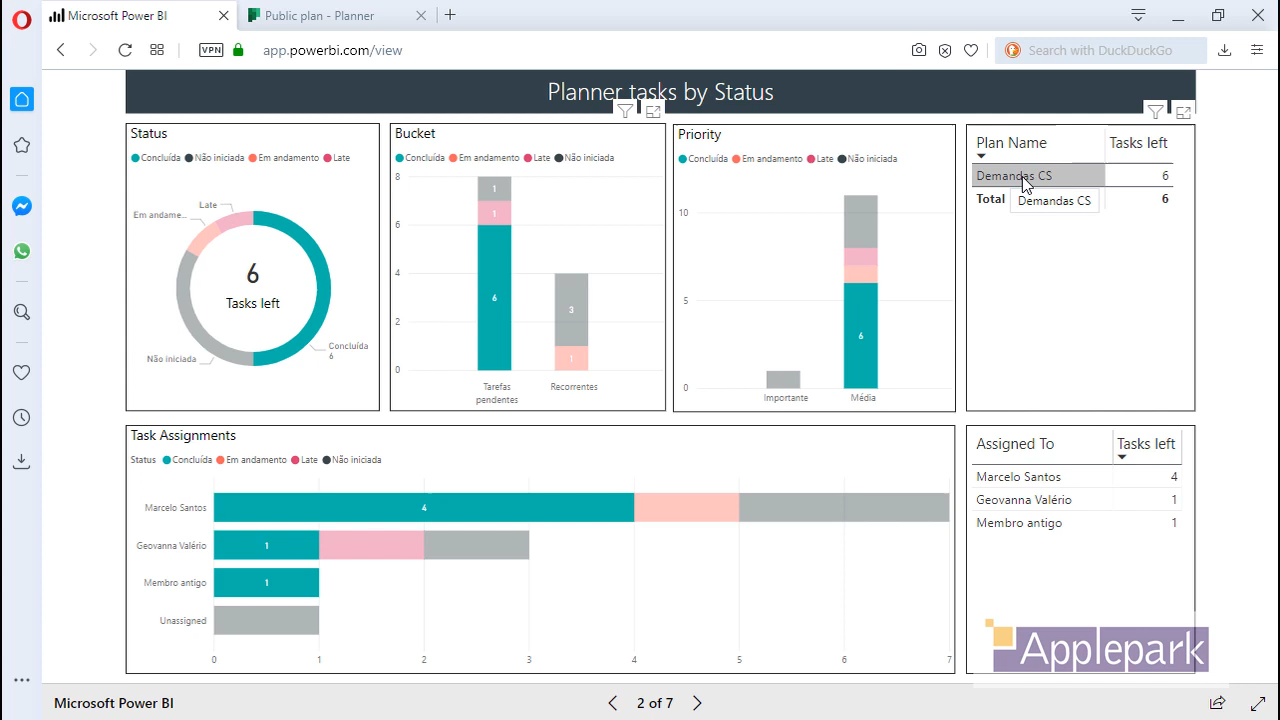 Microsoft Power BI
Public plan - Planner
VPN
app.powerbi.com/view
Search with DuckDuckGo
Planner tasks by Status
Status
Concluída Não iniciada Em andamento Late
Late
Em andame...
6
Tasks left
Não iniciada
Concluída
6
Bucket
Concluída Em andamento Late Não iniciada
8
6
4
2
0
1
1
6
3
1
Tarefas
pendentes
Recorrentes
Priority
Concluída Em andamento Late Não iniciada
10
5
0
6
Importante
Média
Plan Name Tasks left
Demandas CS 6
Total 6
Demandas CS
Task Assignments
Status Concluída Em andamento Late Não iniciada
Marcelo Santos 4
Geovanna Valério 1
Membro antigo 1
Unassigned
0 1 2 3 4 5 6 7
Assigned To Tasks left
Marcelo Santos 4
Geovanna Valério 1
Membro antigo 1
Applepark
Microsoft Power BI
2 of 7